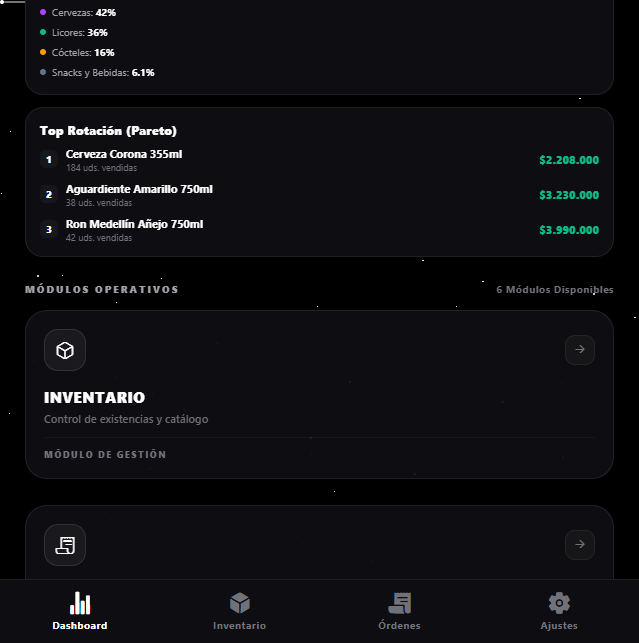 Cervezas: 42%
Licores: 36%
Cócteles: 16%
Snacks y Bebidas: 6.1%
Top Rotación (Pareto)
1 Cerveza Corona 355ml $2.208.000
184 uds. vendidas
2 Aguardiente Amarillo 750ml $3.230.000
38 uds. vendidas
3 Ron Medellín Añejo 750ml $3.990.000
42 uds. vendidas
MÓDULOS OPERATIVOS 6 Módulos Disponibles
INVENTARIO
Control de existencias y catálogo
MÓDULO DE GESTIÓN
Dashboard Inventario Órdenes Ajustes